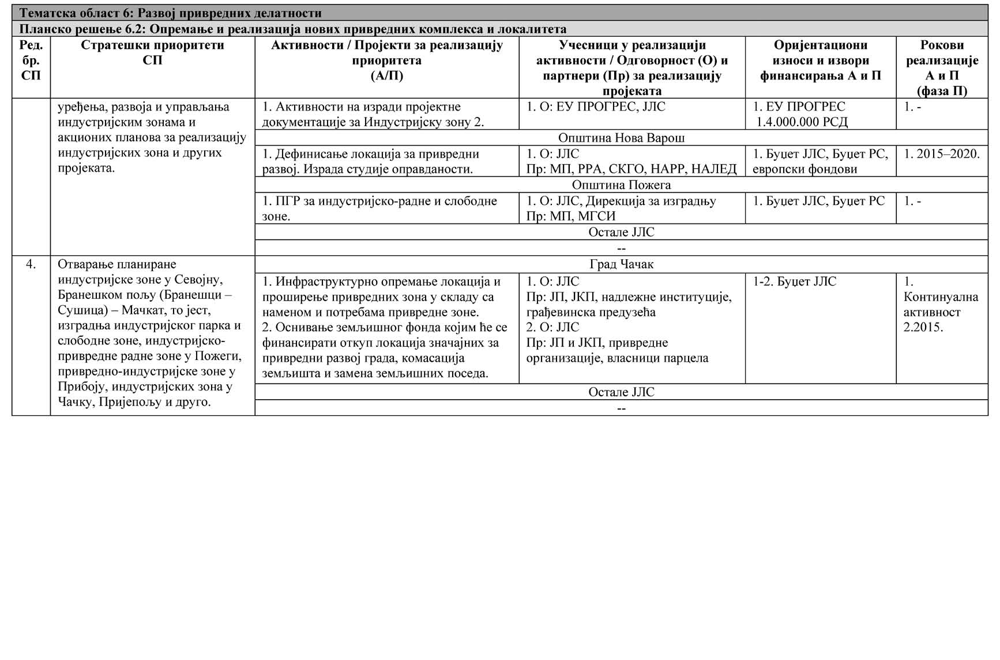 Тематска област 6: Развој привредних делатности
Планско решење 6.2: Опремање и реализација нових привредних комплекса и локалитета
Ред.
бр.
СП
Стратешки приоритети
СП
Активности / Пројекти за реализацију
приоритета
(А/П)
Учесници у реализацији
активности / Одговорност (О) и
партнери (Пр) за реализацију
пројеката
Оријентациони
износи и извори
финансирања А и П
Рокови
реализације
А и П
(фаза П)
уређења, развоја и управљања
индустријским зонама и
акционих планова за реализацију
индустријских зона и других
пројеката.
1. Активности на изради пројектне
документације за Индустријску зону 2.
1. О: ЕУ ПРОГРЕС, ЈЛС
1. ЕУ ПРОГРЕС
1.4.000.000 РСД
1. -
Општина Нова Варош
1. Дефинисање локација за привредни
развој. Израда студије оправданости.
1. О: ЈЛС
Пр: МП, РРА, СКГО, НАРР, НАЛЕД
1. Буџет ЈЛС, Буџет РС,
европски фондови
1. 2015–2020.
Општина Пожега
1. ПГР за индустријско-радне и слободне
зоне.
1. О: ЈЛС, Дирекција за изградњу
Пр: МП, МГСИ
1. Буџет ЈЛС, Буџет РС
1. -
Остале ЈЛС
--
4.
Отварање планиране
индустријске зоне у Севојну,
Бранешком пољу (Бранешци –
Сушица) – Мачкат, то јест,
изградња индустријског парка и
слободне зоне, индустријско-
привредне радне зоне у Пожеги,
привредно-индустријске зоне у
Прибоју, индустријских зона у
Чачку, Пријепољу и друго.
Град Чачак
1. Инфраструктурно опремање локација и
проширење привредних зона у складу са
наменом и потребама привредне зоне.
2. Оснивање земљишног фонда којим ће се
финансирати откуп локација значајних за
привредни развој града, комасација
земљишта и замена земљишних поседа.
1. О: ЈЛС
Пр: ЈП, ЈКП, надлежне институције,
грађевинска предузећа
2. О: ЈЛС
Пр: ЈП и ЈКП, привредне
организације, власници парцела
1-2. Буџет ЈЛС
1.
Континуална
активност
2.2015.
Остале ЈЛС
--